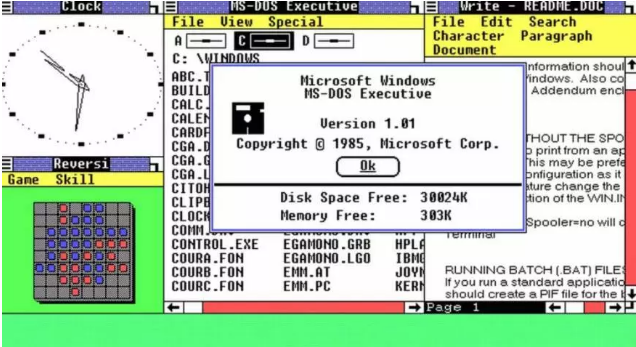 Clock
Reversi
Game Skill
MS-DOS Executive
File View Special
A C D
C: \WINDOWS
ABC.T
BUILD
CALC.
CALEN
CARDF
CGA.D
CGA.G
CGA.L
CITOH
CLIPB
CLOCK
COMM.
CONTROL.EXE EGAMONO.GRB HPLA
COURA.FON EGAMONO.LGO IBMG
COURB.FON EMM.AT JOYN
COURC.FON EMM.PC KERN
Microsoft Windows
MS-DOS Executive
Version 1.01
Copyright © 1985, Microsoft Corp.
Ok
Disk Space Free: 30024K
Memory Free: 303K
Write - README.DOC
File Edit Search
Character Paragraph
Document
nformation shoul
Windows. Also co
Addendum encl
THOUT THE SPO
o print from an ap
This may be prefe
onfiguration as it
ature change the
ction of the WIN.IN
Spooler=no will c
Terminal
RUNNING BATCH (.BAT) FILES
If you run a standard applicatio
should create a PIF file for the b
Page 1